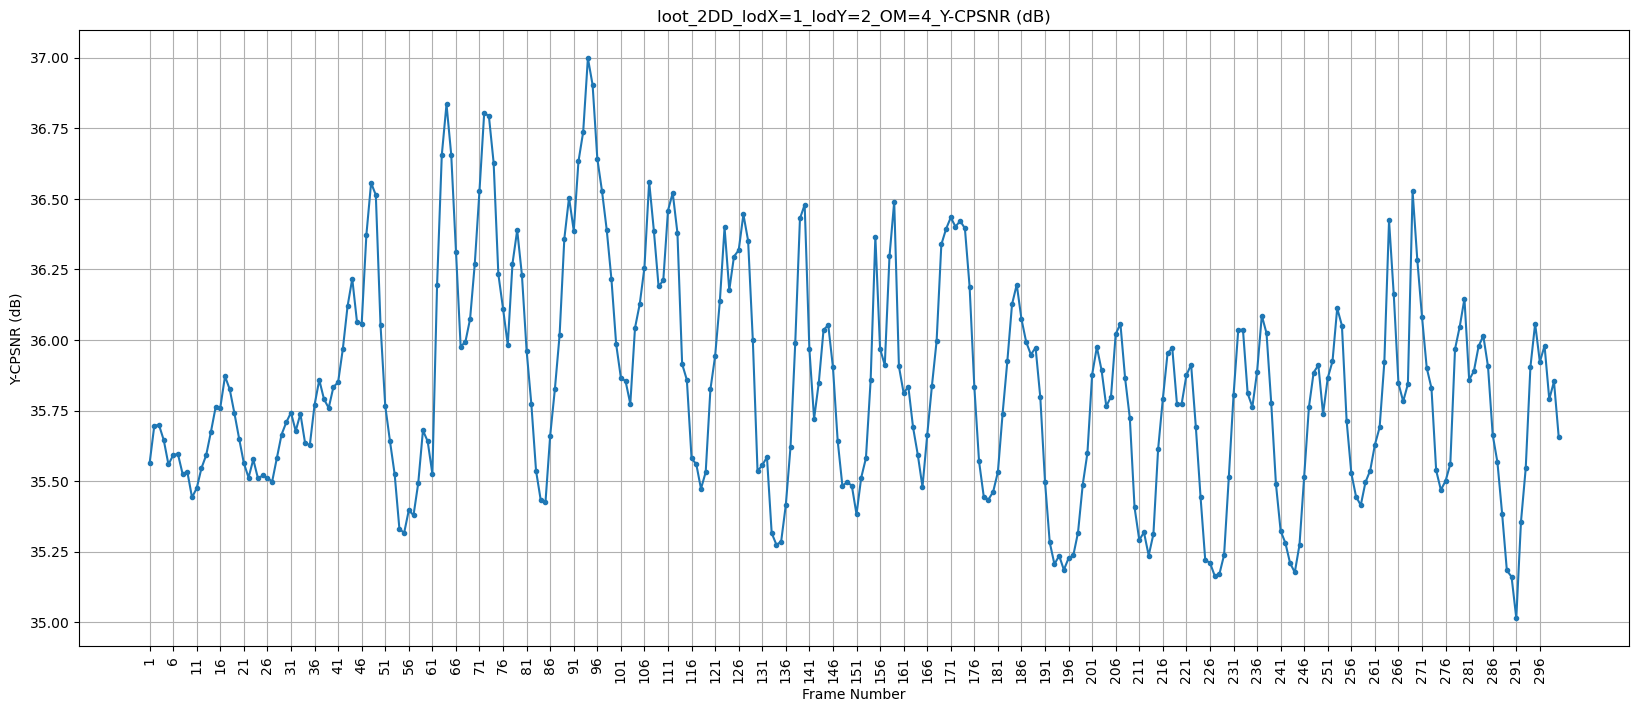 loot_2DD_lodX=1_lodY=2_OM=4_Y-CPSNR (dB)
Y-CPSNR (dB)
37.00
36.75
36.50
36.25
36.00
35.75
35.50
35.25
35.00
1 6 11 16 21 26 31 36 41 46 51 56 61 66 71 76 81 86 91 96 101 106 111 116 121 126 131 136 141 146 151 156 161 166 171 176 181 186 191 196 201 206 211 216 221 226 231 236 241 246 251 256 261 266 271 276 281 286 291 296
Frame Number